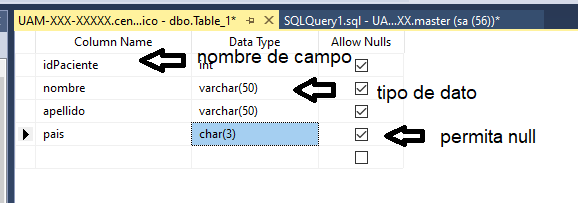 UAM-XXX-XXXXX.cen...ico - dbo.Table_1*
SQLQuery1.sql - UA...XX.master (sa (56))*
Column Name Data Type Allow Nulls
idPaciente int
nombre de campo
nombre varchar(50)
tipo de dato
apellido varchar(50)
pais char(3)
permita null